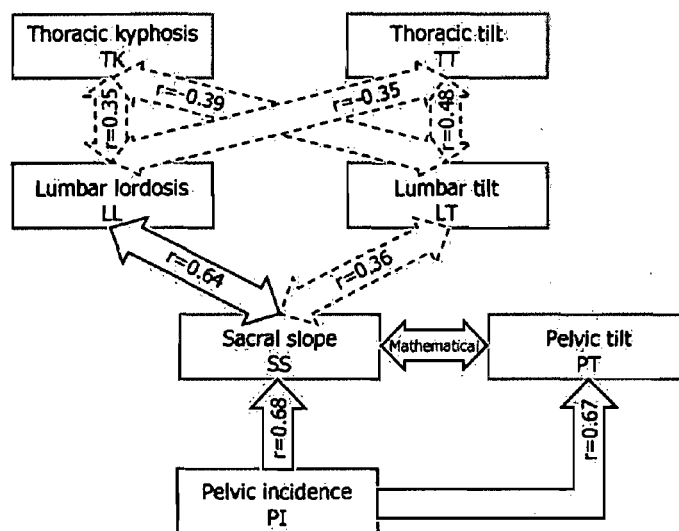 Thoracic kyphosis
TK
Thoracic tilt
TT
r=0.35
r=-0.39
r=-0.35
r=0.48
Lumbar lordosis
LL
Lumbar tilt
LT
r=0.64
r=0.36
Sacral slope
SS
Mathematical
Pelvic tilt
PT
r=0.68
r=0.67
Pelvic incidence
PI